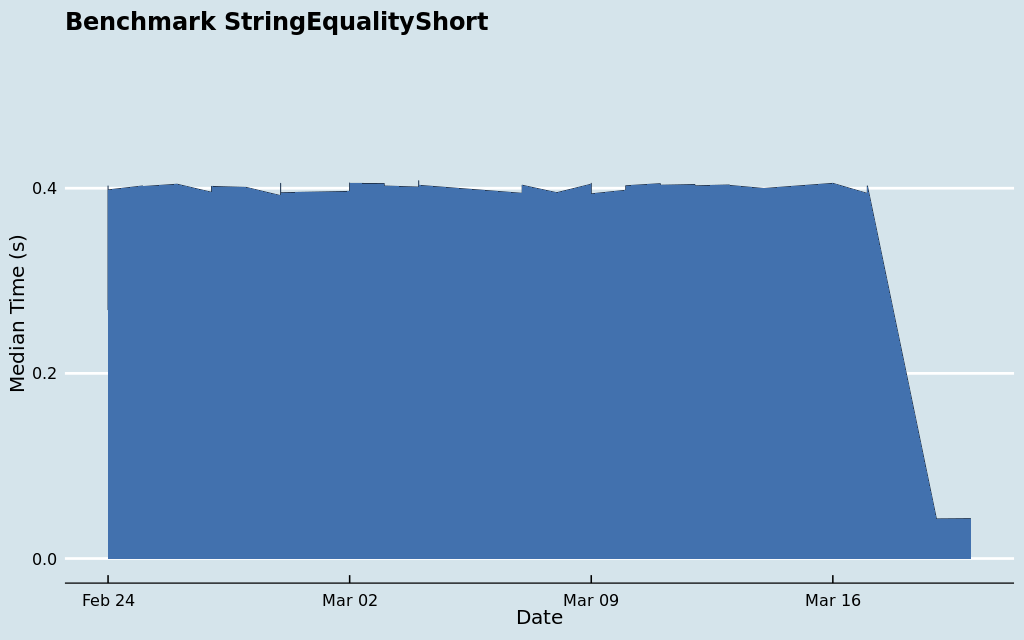 Benchmark StringEqualityShort
Median Time (s)
0.4
0.2
0.0
Feb 24 Mar 02 Mar 09 Mar 16
Date